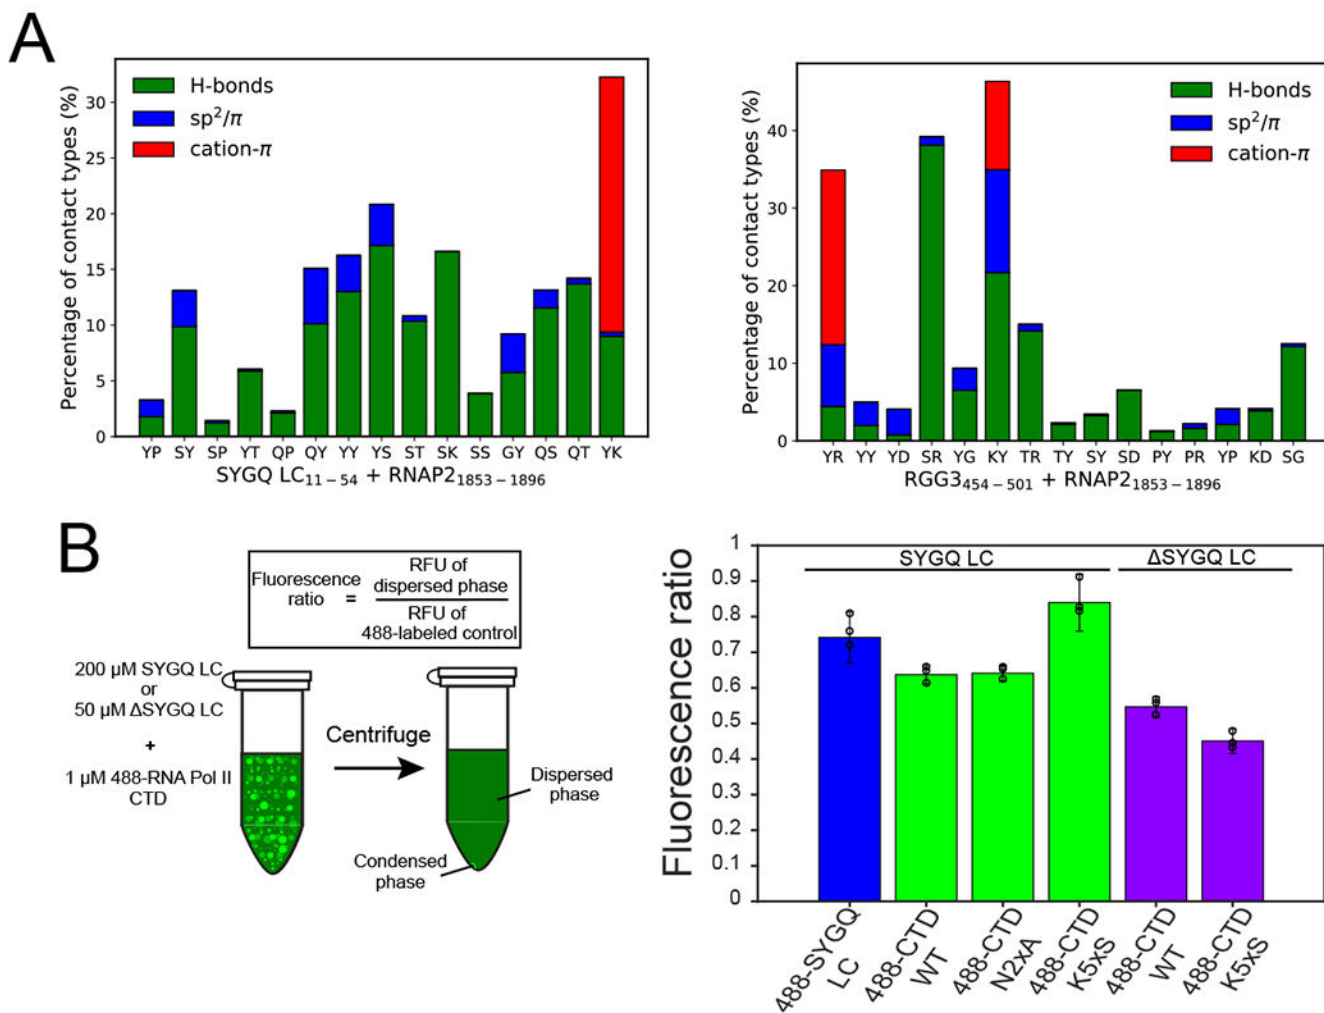 A
Percentage of contact types (%)
30
25
20
15
10
5
0
H-bonds
sp²/π
cation-π
YP SY SP YT QP QY YY YS ST SK SS GY QS QT YK
SYGQ LC₁₁₋₅₄ + RNAP2₁₈₅₃₋₁₈₉₆
Percentage of contact types (%)
40
30
20
10
0
H-bonds
sp²/π
cation-π
YR YY YD SR YG KY TR TY SY SD PY PR YP KD SG
RGG3₄₅₄₋₅₀₁ + RNAP2₁₈₅₃₋₁₈₉₆
B
Fluorescence
ratio
=
RFU of
dispersed phase
RFU of
488-labeled control
200 µM SYGQ LC
or
50 µM ΔSYGQ LC
+
1 µM 488-RNA Pol II
CTD
Centrifuge
Dispersed
phase
Condensed
phase
Fluorescence ratio
1
0.9
0.8
0.7
0.6
0.5
0.4
0.3
0.2
0.1
0
SYGQ LC
ΔSYGQ LC
488-SYGQ
LC
488-CTD
WT
488-CTD
N2xA
488-CTD
K5xS
488-CTD
WT
488-CTD
K5xS